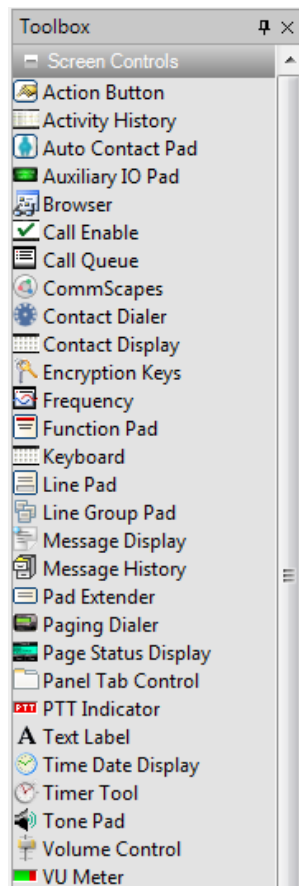 Toolbox
Screen Controls
Action Button
Activity History
Auto Contact Pad
Auxiliary IO Pad
Browser
Call Enable
Call Queue
CommScapes
Contact Dialer
Contact Display
Encryption Keys
Frequency
Function Pad
Keyboard
Line Pad
Line Group Pad
Message Display
Message History
Pad Extender
Paging Dialer
Page Status Display
Panel Tab Control
PTT PTT Indicator
A Text Label
Time Date Display
Timer Tool
Tone Pad
Volume Control
VU Meter